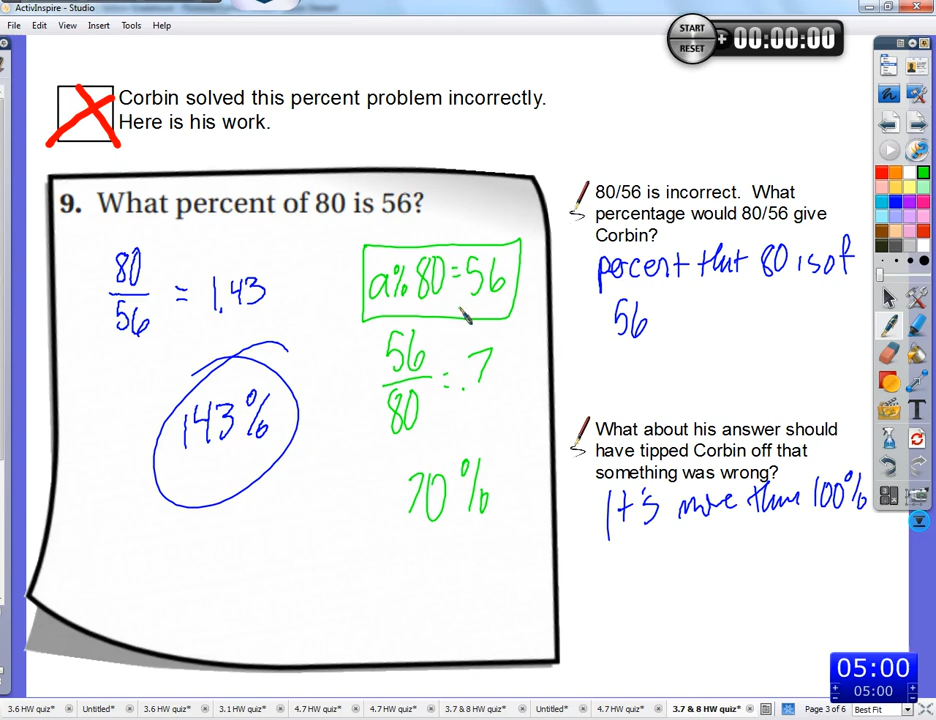 ActivInspire - Studio
File Edit View Insert Tools Help
START
RESET
00:00:00
Corbin solved this percent problem incorrectly.
Here is his work.
9. What percent of 80 is 56?
80/56 = 1.43
143%
a% 80 = 56
56/80 = .7
70%
80/56 is incorrect. What
percentage would 80/56 give
Corbin?
percent that 80 is of
56
What about his answer should
have tipped Corbin off that
something was wrong?
It's more than 100%
05:00
05:00
3.6 HW quiz* Untitled* 3.6 HW quiz* 3.1 HW quiz* 4.7 HW quiz* 4.7 HW quiz* 3.7 & 8 HW quiz* Untitled* 4.7 HW quiz* 3.7 & 8 HW quiz* Page 3 of 6 Best Fit